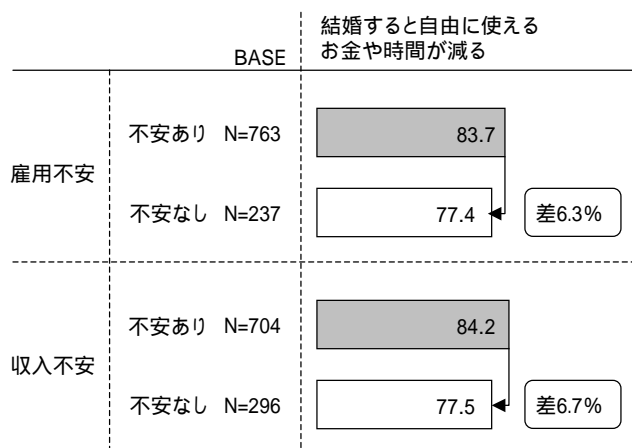 結婚すると自由に使える
お金や時間が減る
BASE
雇用不安
不安あり N=763
83.7
不安なし N=237
77.4
差6.3%
収入不安
不安あり N=704
84.2
不安なし N=296
77.5
差6.7%